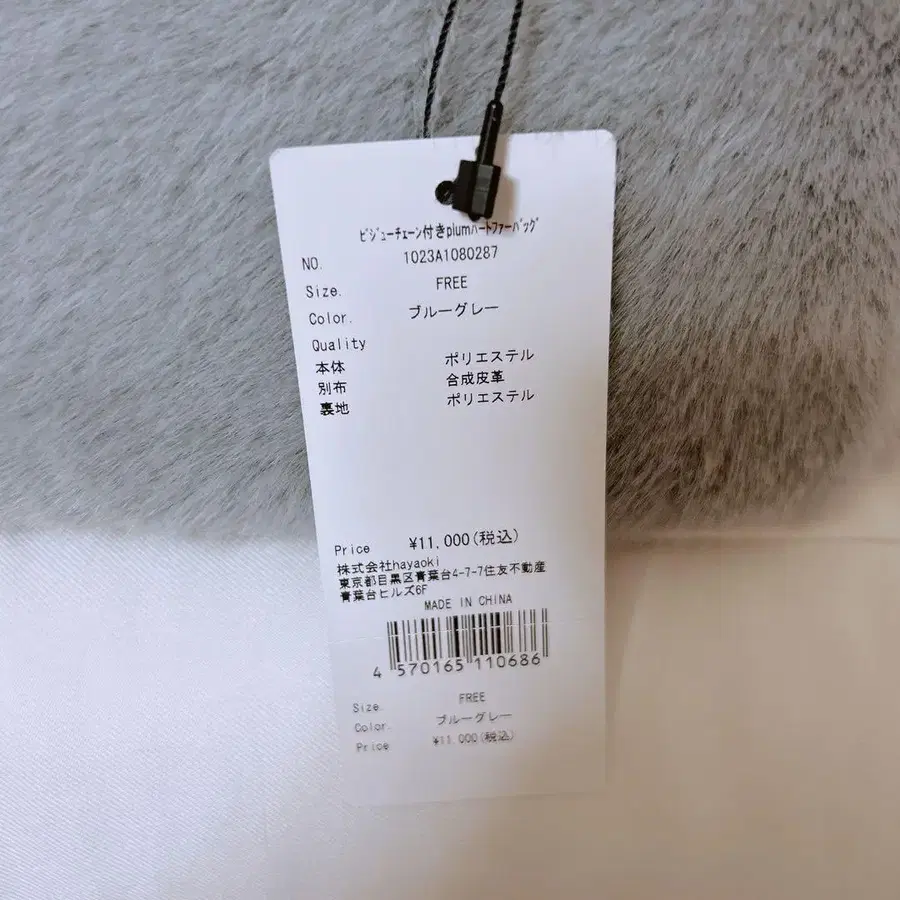 ﾋﾞｼﾞｭｰﾁｪｰﾝ付きplumﾊｰﾄﾌｧｰﾊﾞｯｸﾞ
NO. 1023A1080287
Size. FREE
Color. ブルーグレー
Quality
本体 ポリエステル
別布 合成皮革
裏地 ポリエステル
Price ¥11,000(税込)
株式会社hayaoki
東京都目黒区青葉台4-7-7住友不動産
青葉台ヒルズ6F
MADE IN CHINA
4 570165 110686
Size. FREE
Color. ブルーグレー
Price ¥11 000(税込)